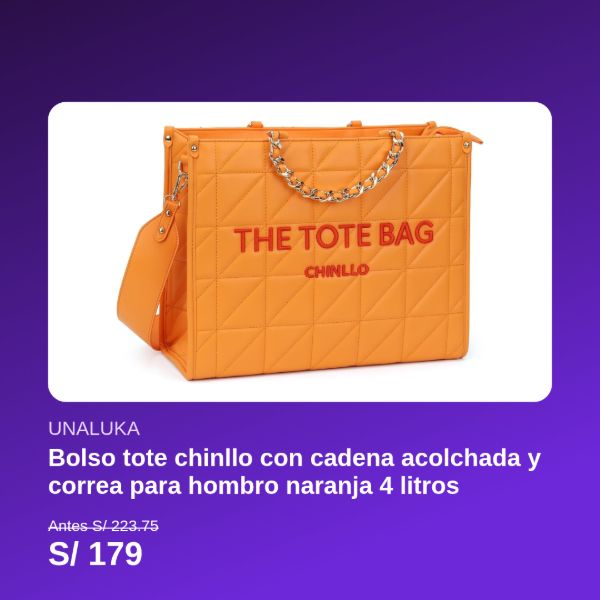 THE TOTE BAG
CHINLLO
UNALUKA
Bolso tote chinllo con cadena acolchada y
correa para hombro naranja 4 litros
Antes S/ 223.75
S/ 179